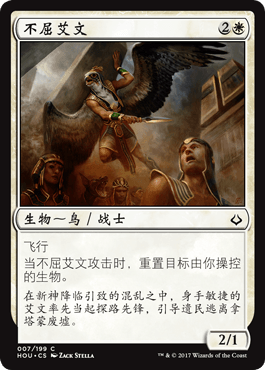 不屈艾文 2
生物～鸟／战士
飞行
当不屈艾文攻击时，重置目标由你操控
的生物。
在新神降临引致的混乱之中，身手敏捷的
艾文率先当起探路先锋，引导遗民逃离拿
塔蒙废墟。
2/1
007/199 C
HOU • CS ZACK STELLA
™ & © 2017 Wizards of the Coast